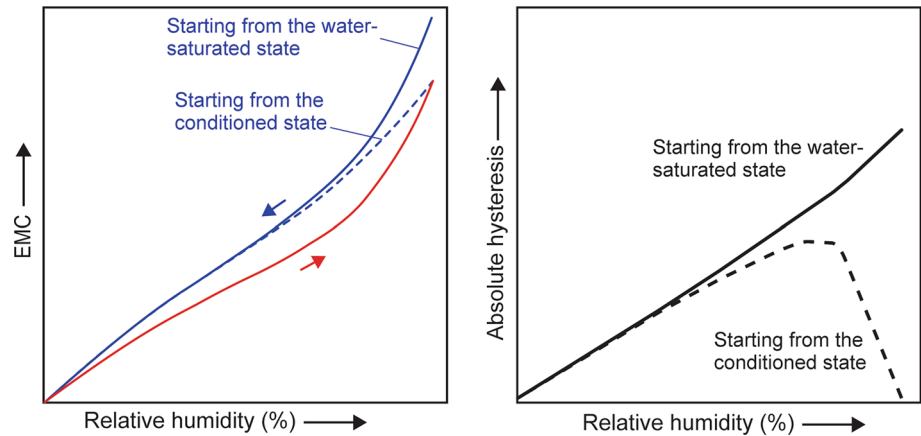 Starting from the water-
saturated state
Starting from the
conditioned state
EMC
Relative humidity (%)
Absolute hysteresis
Starting from the water-
saturated state
Starting from the
conditioned state
Relative humidity (%)